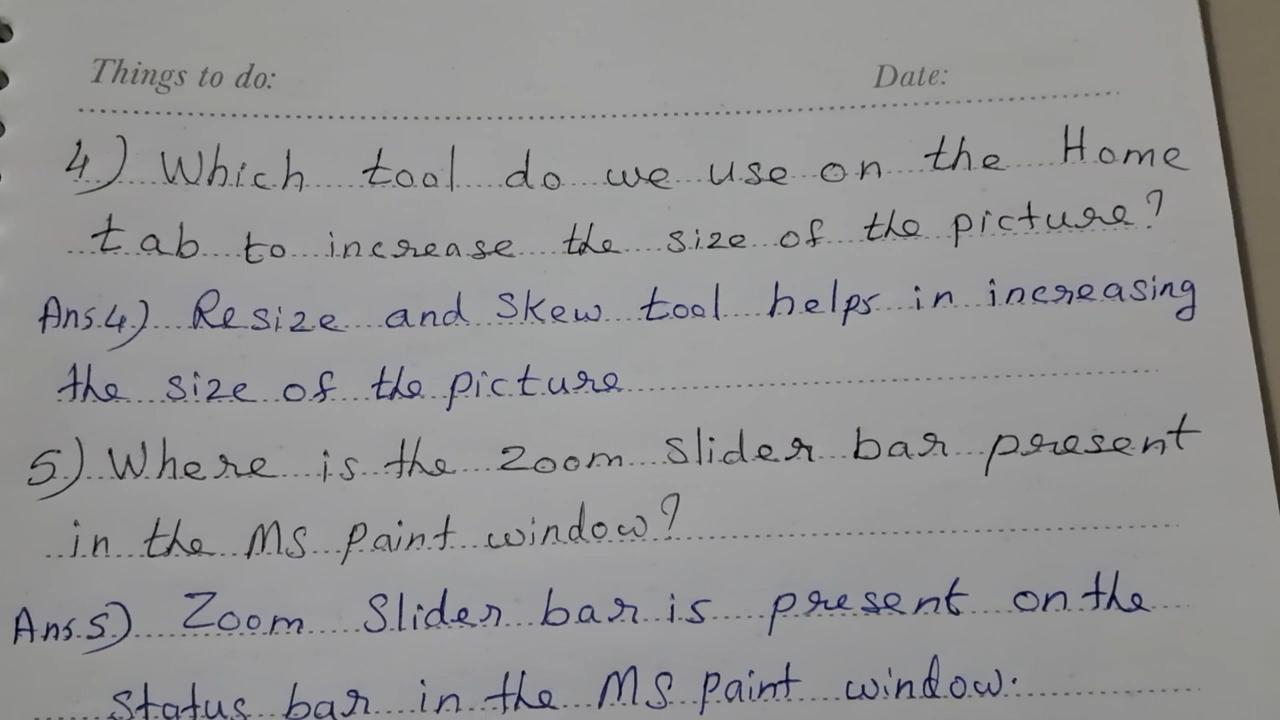 Things to do: Date:
4.) Which tool do we use on the Home
tab to increase the size of the picture?
Ans.4.) Resize and Skew tool helps in increasing
the size of the picture
5.) Where is the Zoom Slider bar present
in the MS Paint window?
Ans.5) Zoom Slider bar is present on the
Status bar in the MS Paint window.